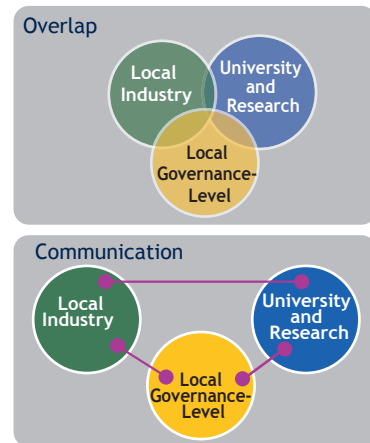 Overlap
Local
Industry
University
and
Research
Local
Governance-
Level
Communication
Local
Industry
University
and
Research
Local
Governance-
Level